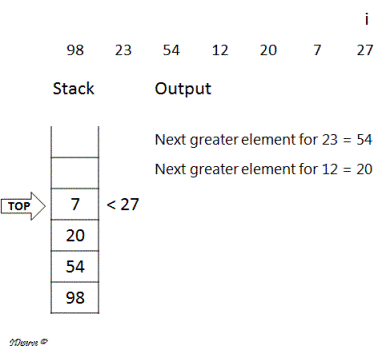 i
98 23 54 12 20 7 27
Stack Output
Next greater element for 23 = 54
Next greater element for 12 = 20
TOP 7 < 27
20
54
98